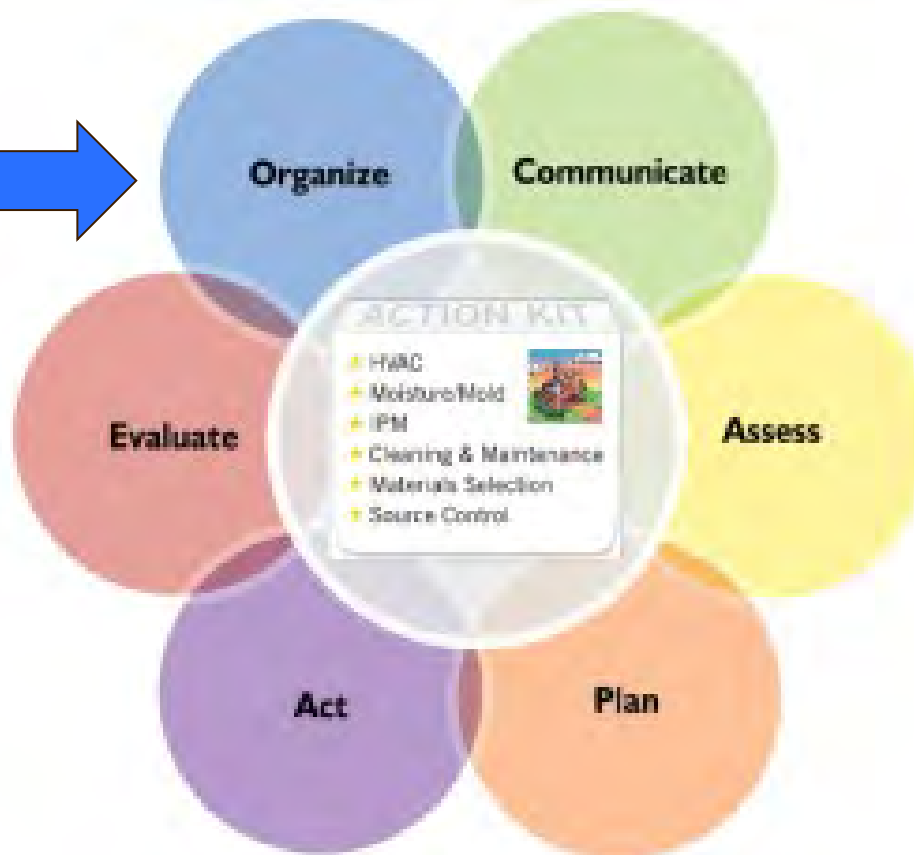 Organize
Communicate
ACTION KIT
HVAC
Moisture/Mold
IPM
Cleaning & Maintenance
Materials Selection
Source Control
Evaluate
Assess
Act
Plan